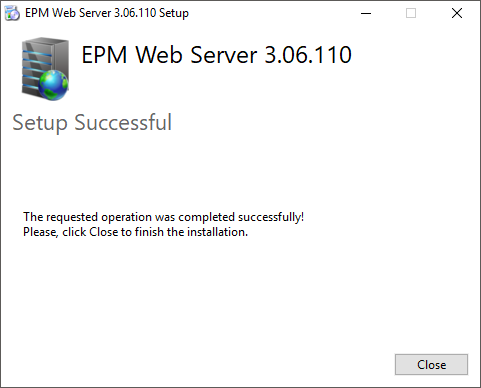 EPM Web Server 3.06.110 Setup
EPM Web Server 3.06.110
Setup Successful
The requested operation was completed successfully!
Please, click Close to finish the installation.
Close